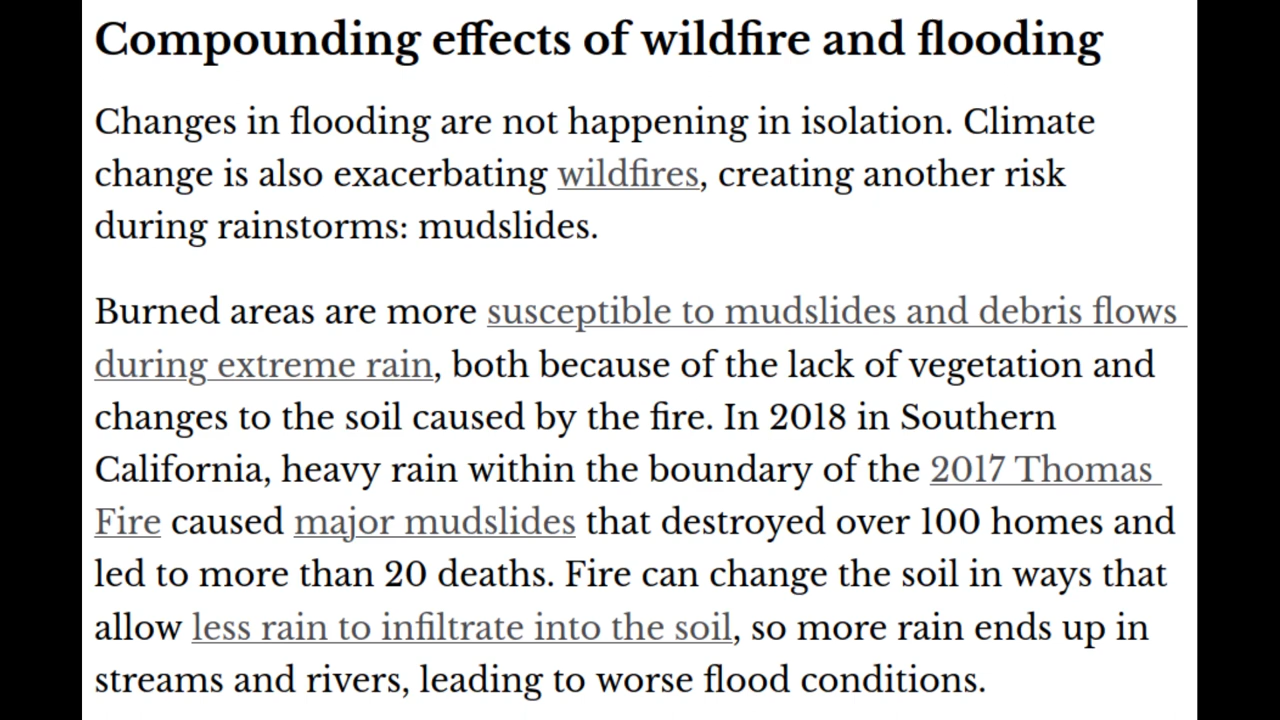 Compounding effects of wildfire and flooding
Changes in flooding are not happening in isolation. Climate
change is also exacerbating wildfires, creating another risk
during rainstorms: mudslides.
Burned areas are more susceptible to mudslides and debris flows
during extreme rain, both because of the lack of vegetation and
changes to the soil caused by the fire. In 2018 in Southern
California, heavy rain within the boundary of the 2017 Thomas
Fire caused major mudslides that destroyed over 100 homes and
led to more than 20 deaths. Fire can change the soil in ways that
allow less rain to infiltrate into the soil, so more rain ends up in
streams and rivers, leading to worse flood conditions.